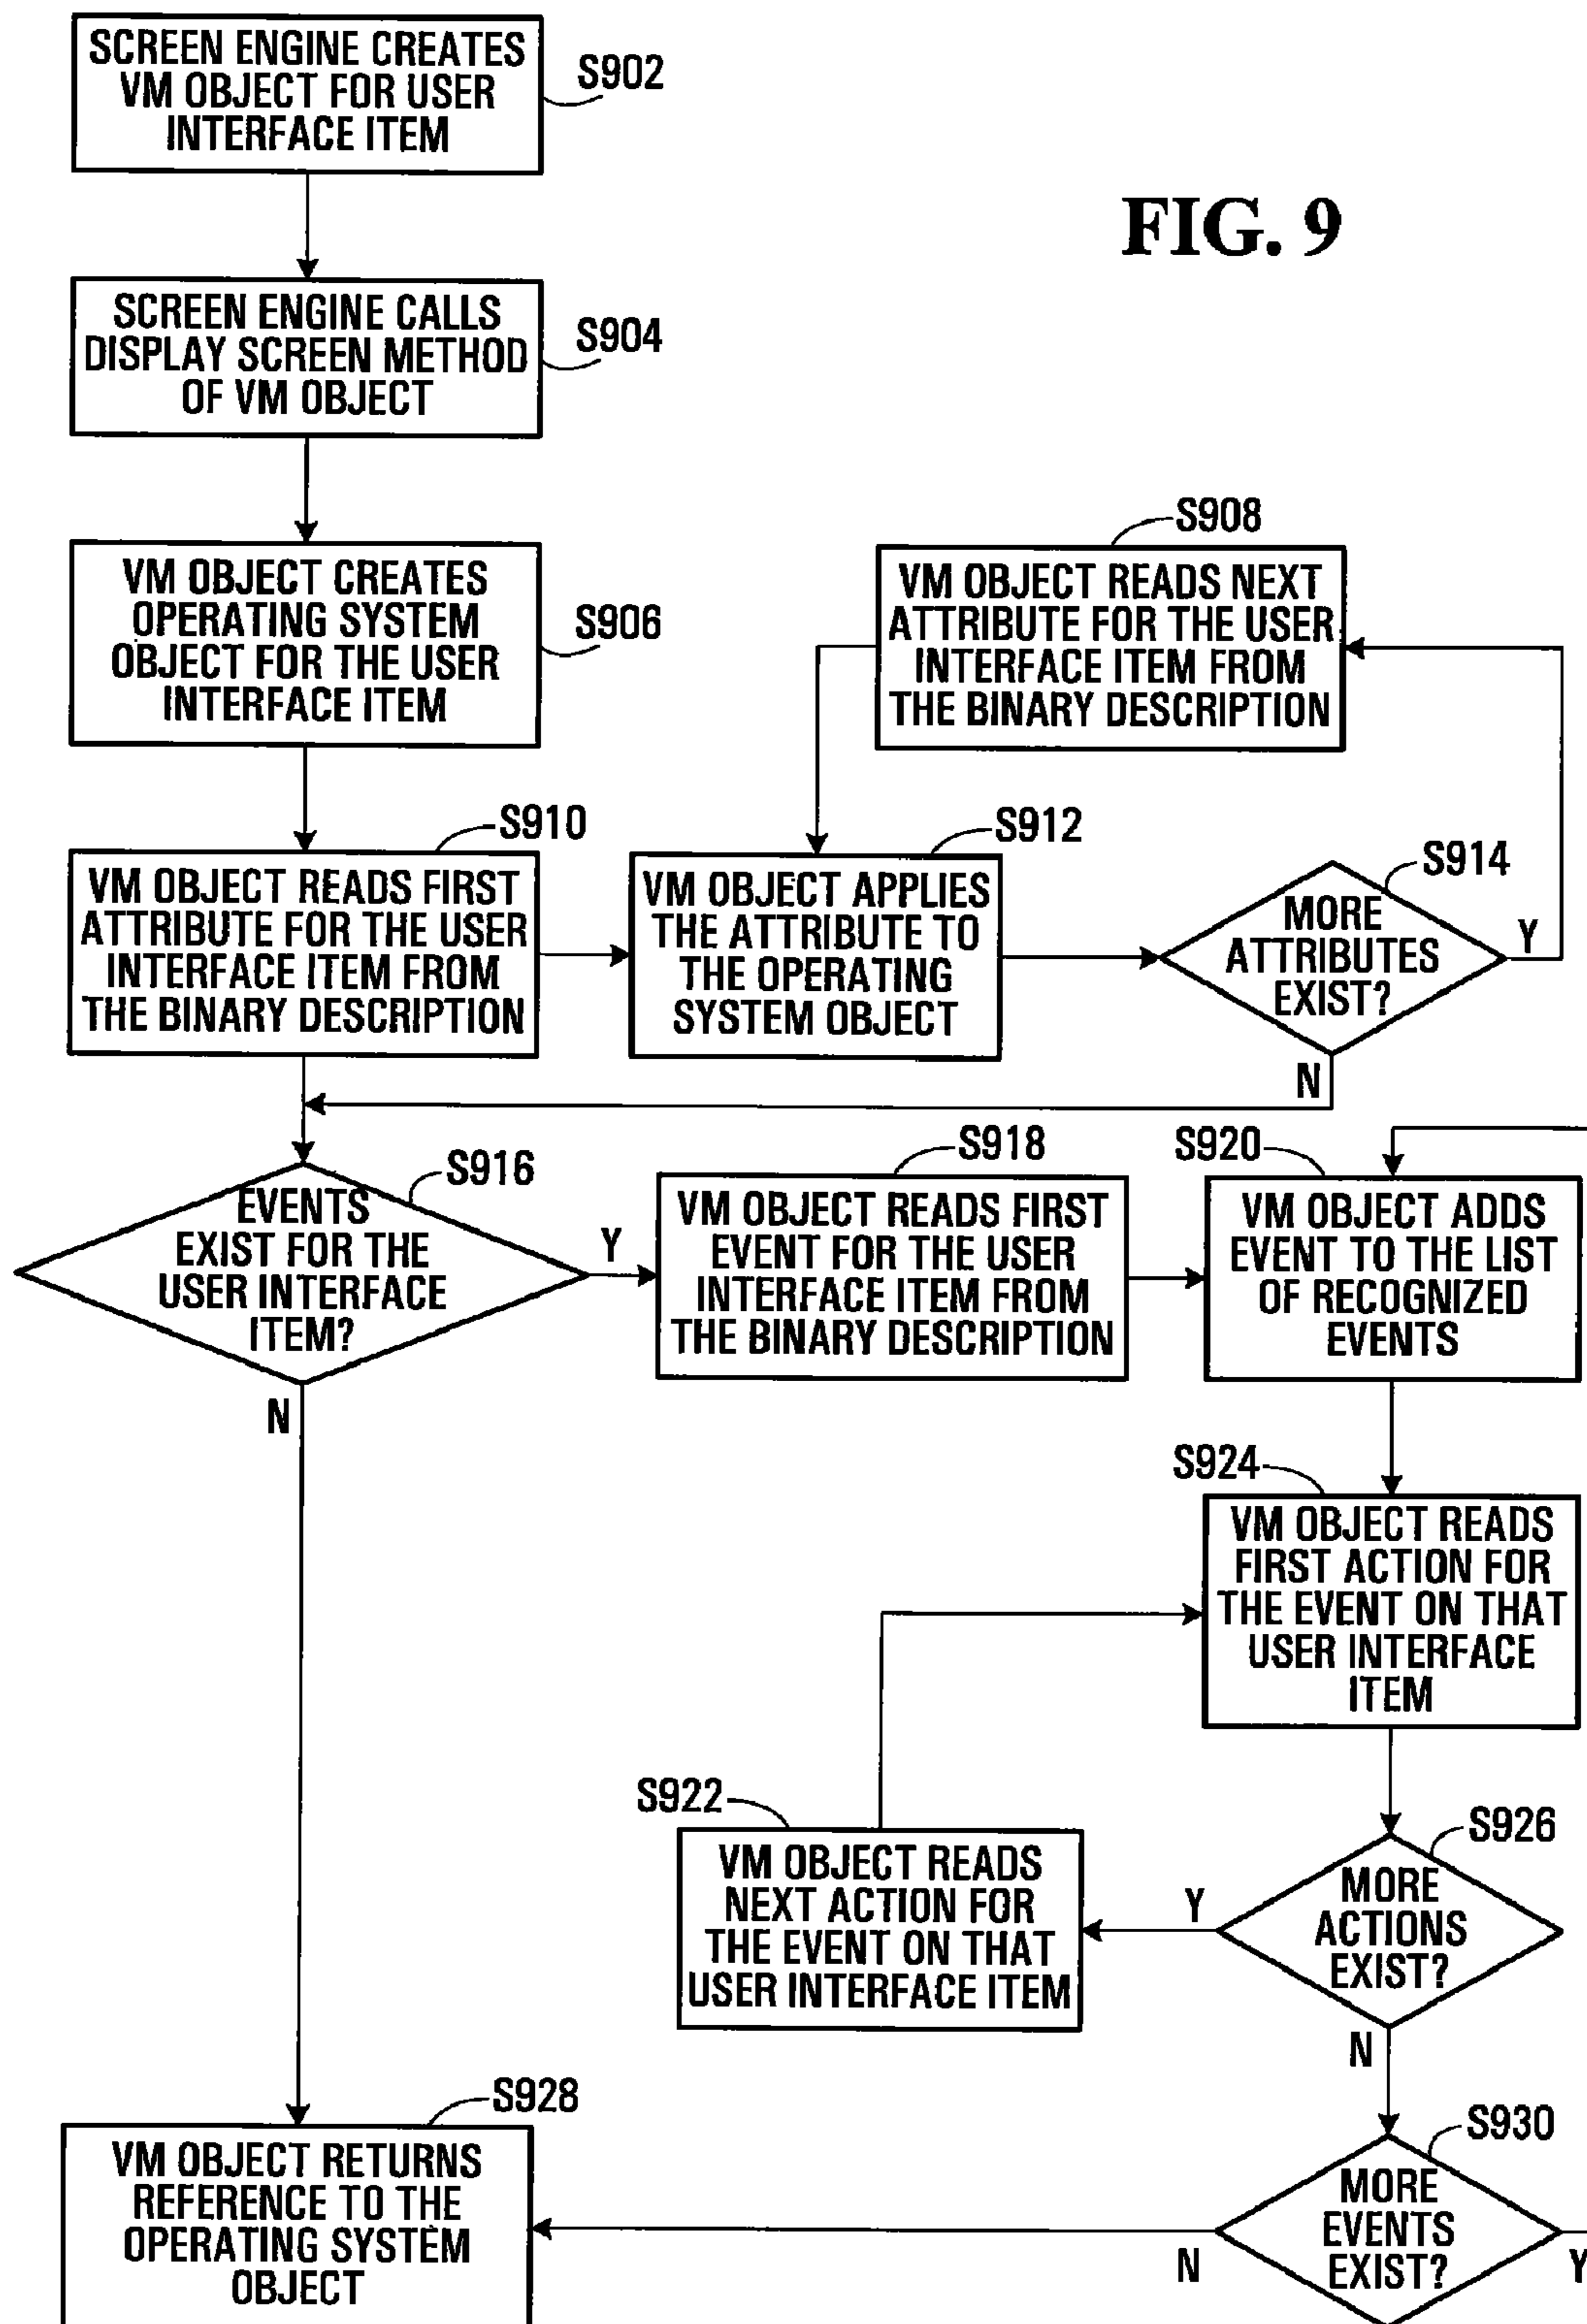 SCREEN ENGINE CREATES
VM OBJECT FOR USER
INTERFACE ITEM
S902
FIG. 9
SCREEN ENGINE CALLS
DISPLAY SCREEN METHOD
OF VM OBJECT
S904
VM OBJECT CREATES
OPERATING SYSTEM
OBJECT FOR THE USER
INTERFACE ITEM
S906
S908
VM OBJECT READS NEXT
ATTRIBUTE FOR THE USER
INTERFACE ITEM FROM
THE BINARY DESCRIPTION
S910
VM OBJECT READS FIRST
ATTRIBUTE FOR THE USER
INTERFACE ITEM FROM
THE BINARY DESCRIPTION
S912
VM OBJECT APPLIES
THE ATTRIBUTE TO
THE OPERATING
SYSTEM OBJECT
S914
MORE
ATTRIBUTES
EXIST?
Y
N
S916
EVENTS
EXIST FOR THE
USER INTERFACE
ITEM?
Y
N
S918
VM OBJECT READS FIRST
EVENT FOR THE USER
INTERFACE ITEM FROM
THE BINARY DESCRIPTION
S920
VM OBJECT ADDS
EVENT TO THE LIST
OF RECOGNIZED
EVENTS
S924
VM OBJECT READS
FIRST ACTION FOR
THE EVENT ON THAT
USER INTERFACE
ITEM
S922
VM OBJECT READS
NEXT ACTION FOR
THE EVENT ON THAT
USER INTERFACE ITEM
S926
MORE
ACTIONS
EXIST?
Y
N
S928
VM OBJECT RETURNS
REFERENCE TO THE
OPERATING SYSTEM
OBJECT
S930
MORE
EVENTS
EXIST?
N
Y